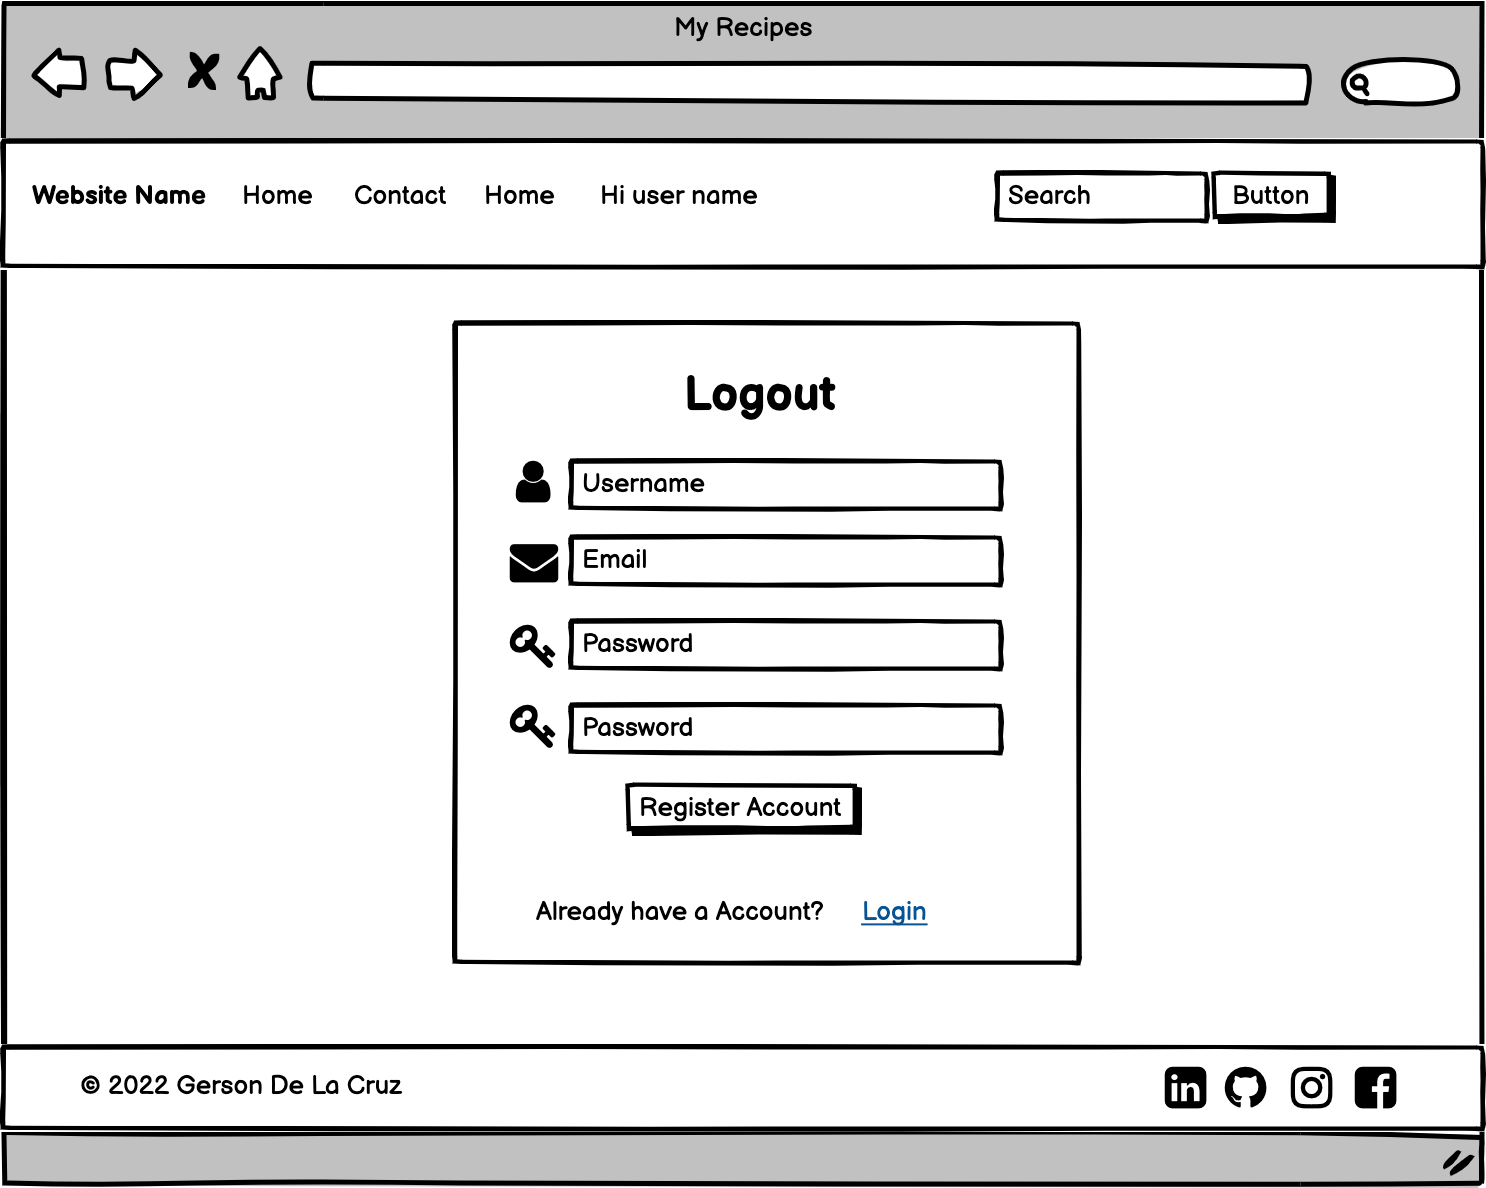 My Recipes
Website Name Home Contact Home Hi user name Search Button
Logout
Username
Email
Password
Password
Register Account
Already have a Account? Login
© 2022 Gerson De La Cruz